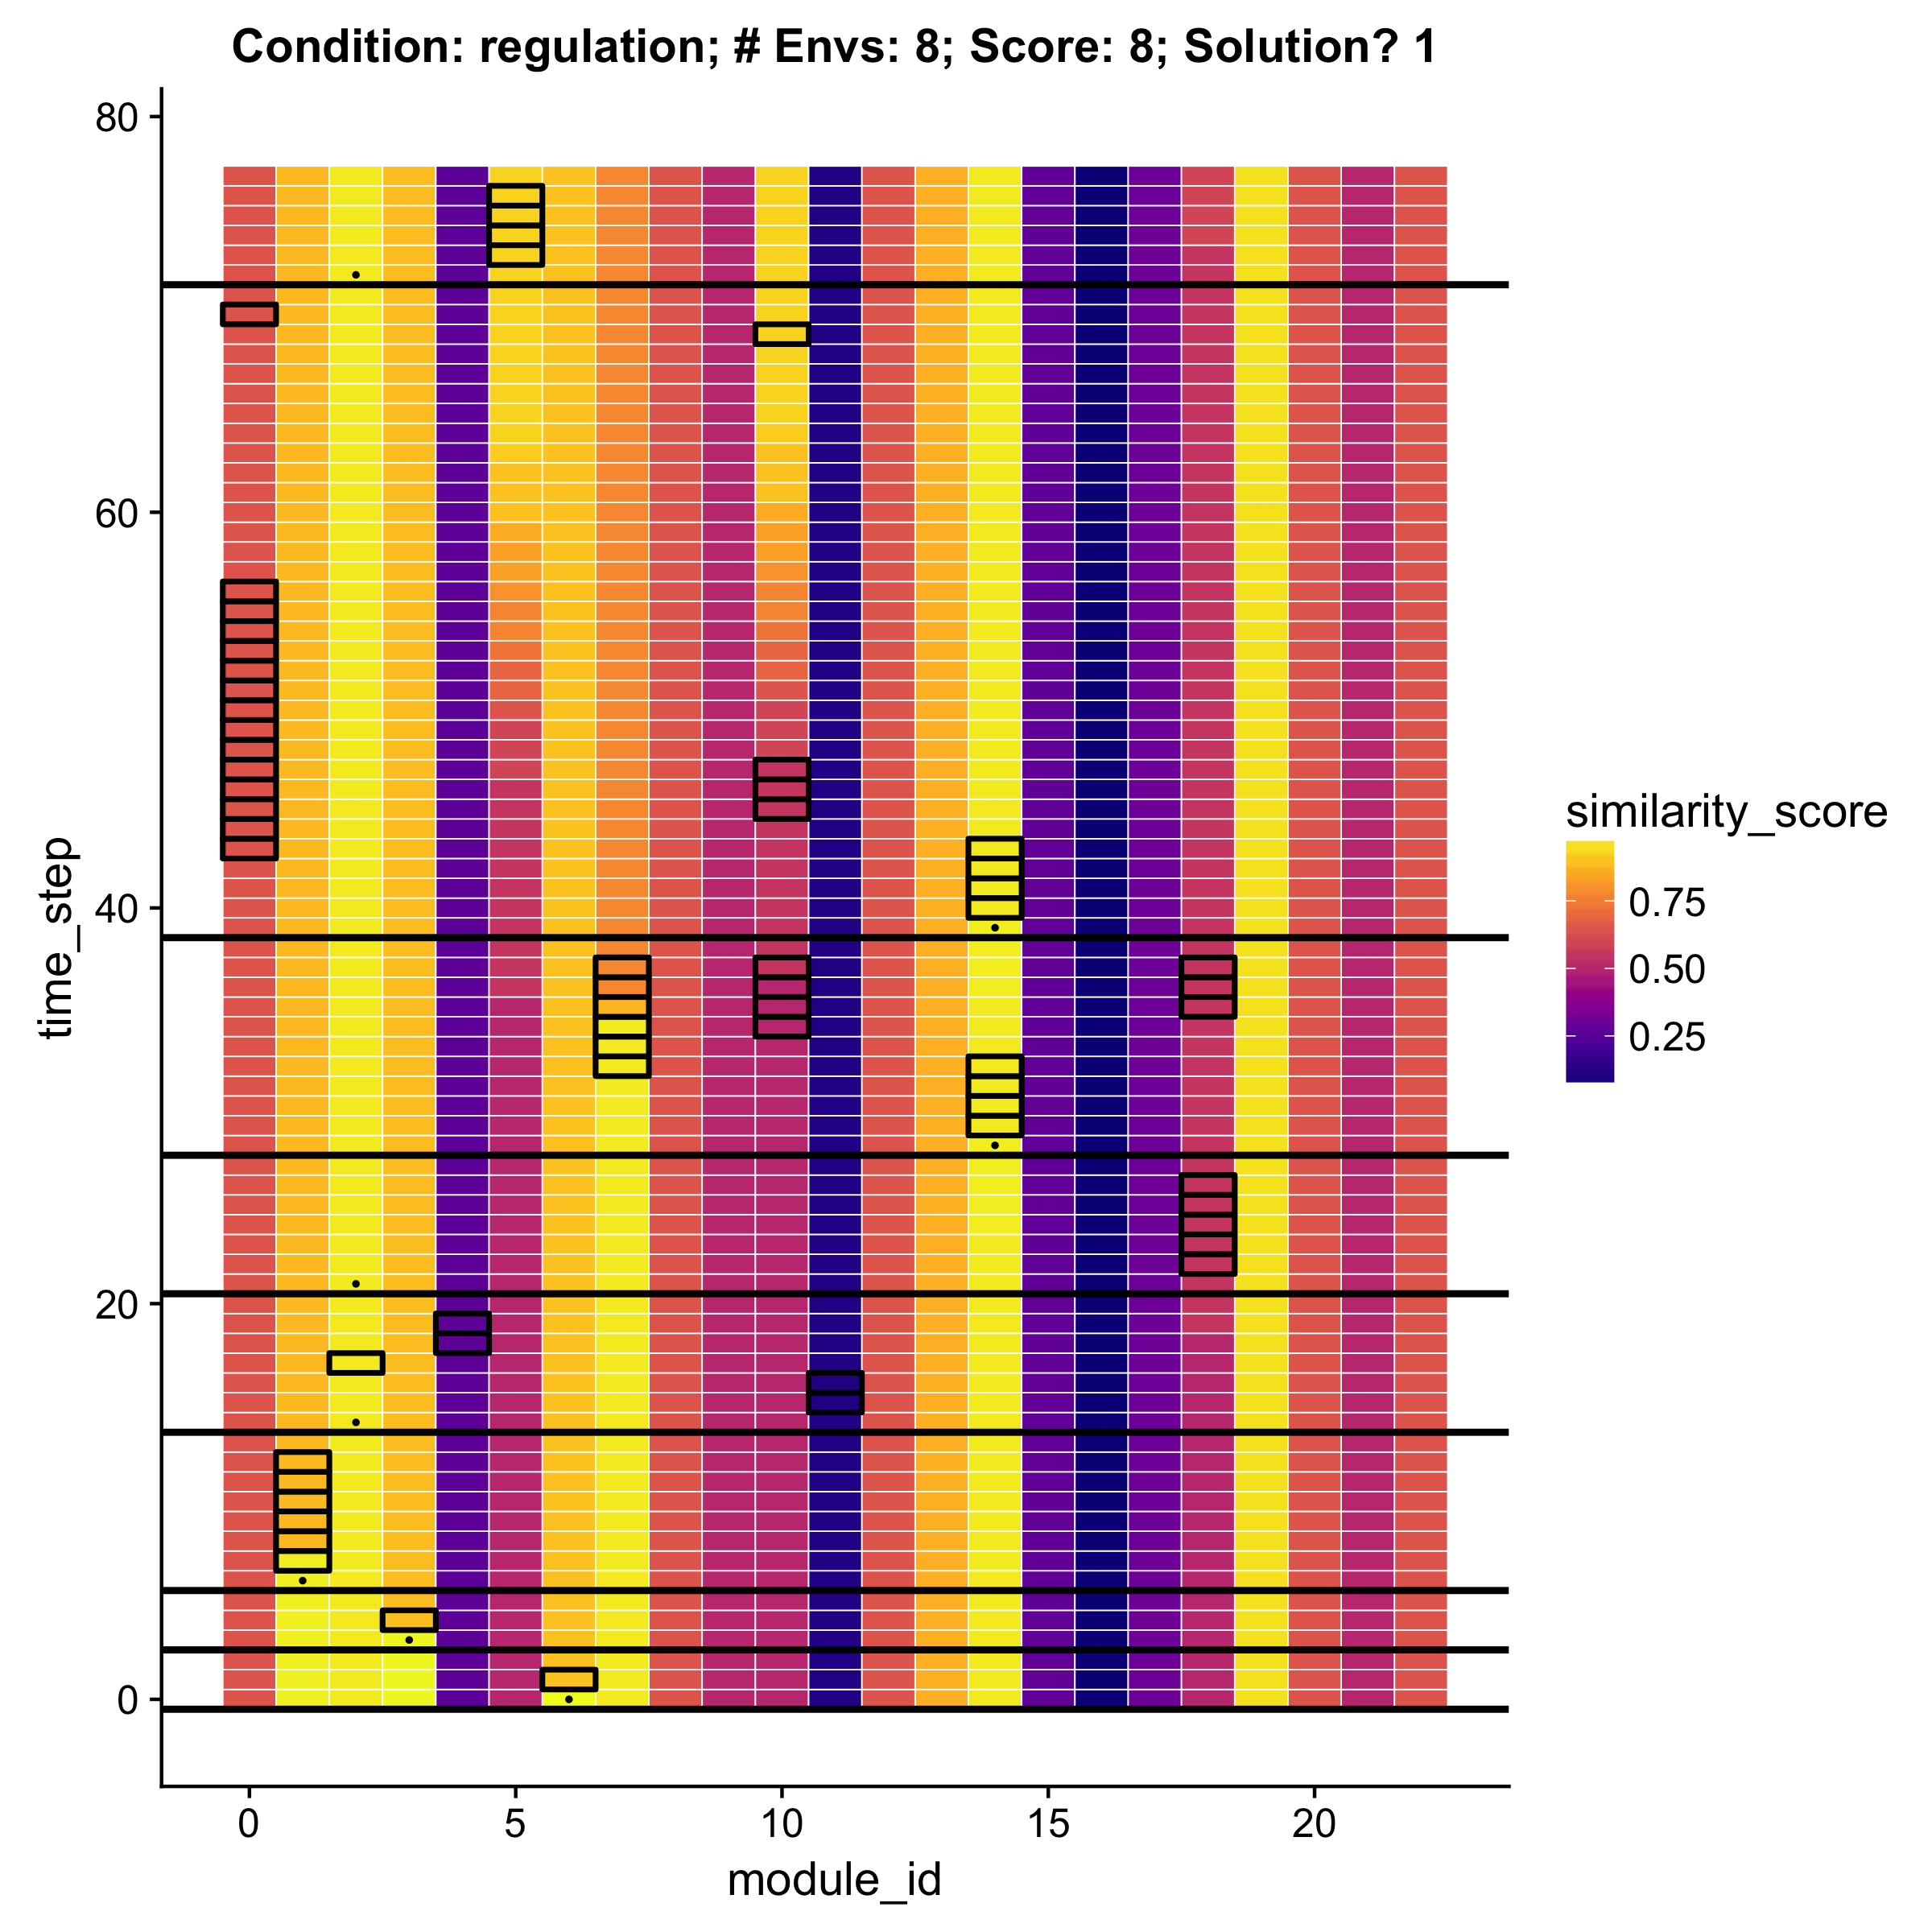 Condition: regulation; # Envs: 8; Score: 8; Solution? 1
80
60
40
20
0
time_step
0 5 10 15 20
module_id
similarity_score
0.75
0.50
0.25